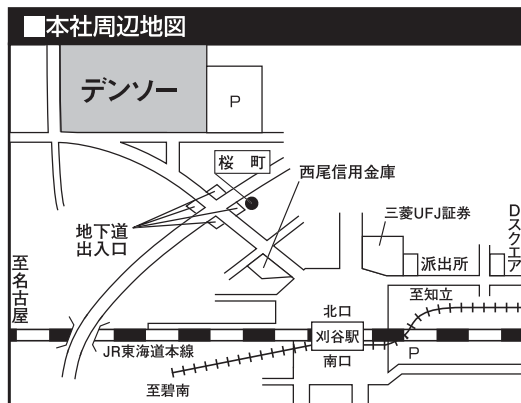 ■本社周辺地図
デンソー
P
桜 町
西尾信用金庫
地下道
出入口
三菱UFJ証券
Dスクエア
派出所
至名古屋
至知立
北口
刈谷駅
JR東海道本線
南口
P
至碧南